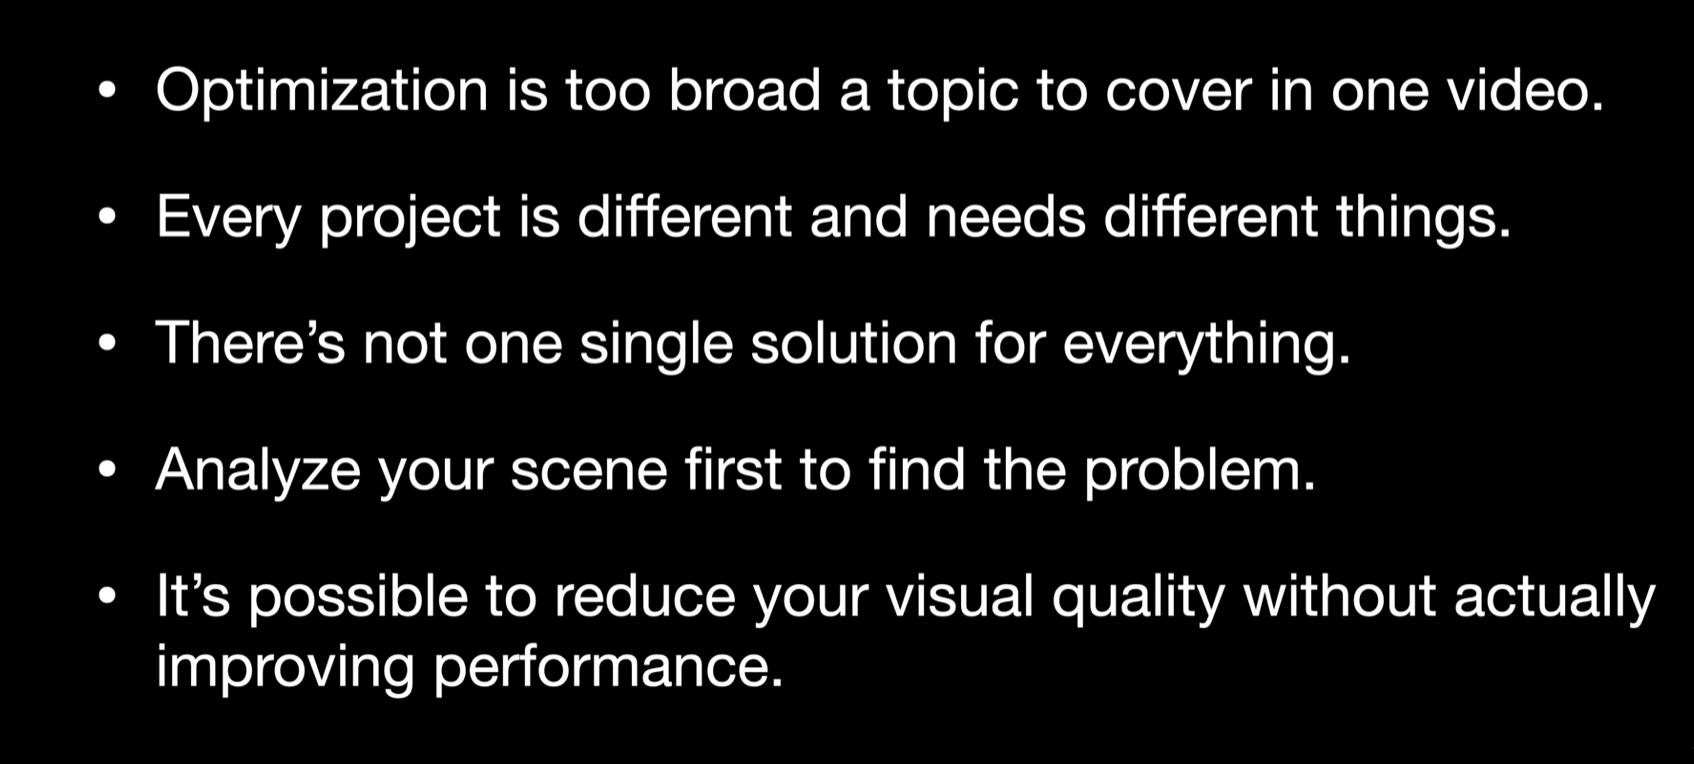 • Optimization is too broad a topic to cover in one video.
• Every project is different and needs different things.
• There’s not one single solution for everything.
• Analyze your scene first to find the problem.
• It’s possible to reduce your visual quality without actually
improving performance.